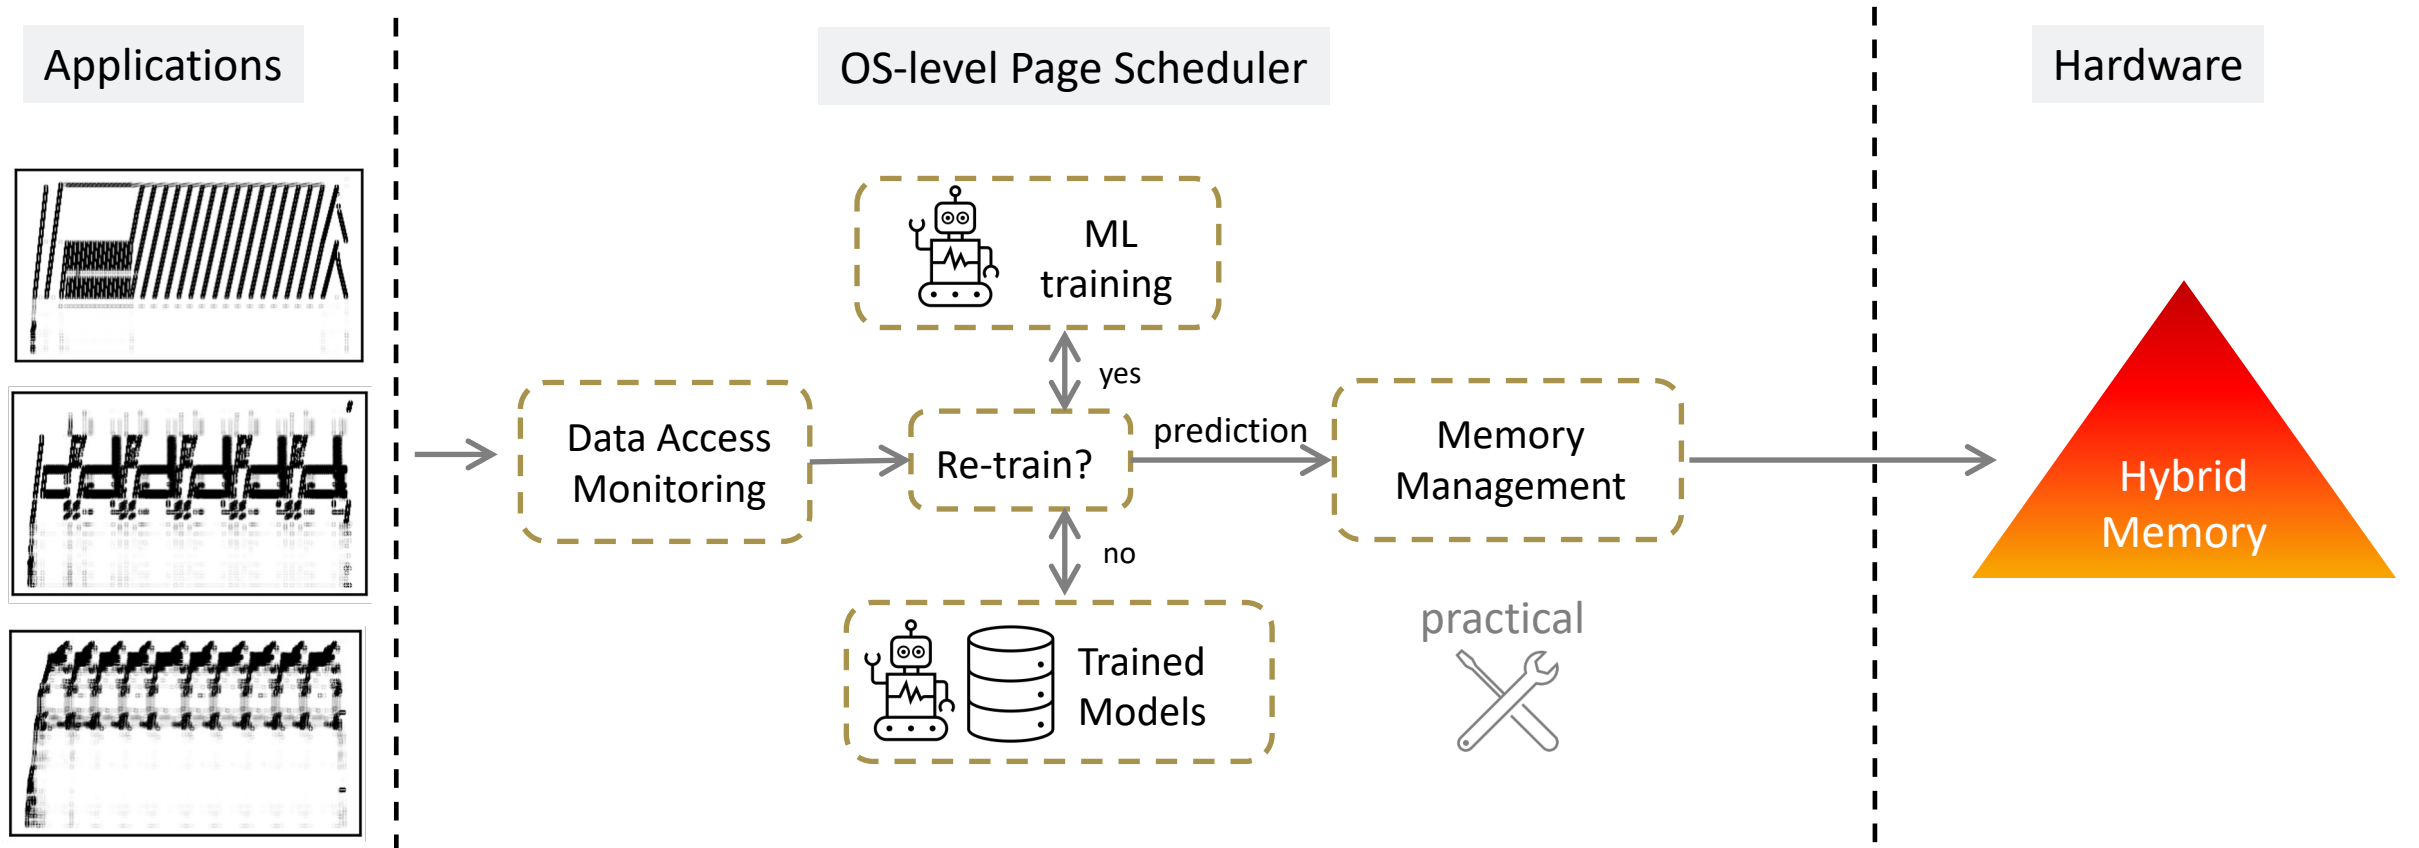 Applications
OS-level Page Scheduler
Hardware
ML
training
yes
Data Access
Monitoring
Re-train?
prediction
Memory
Management
no
Trained
Models
practical
Hybrid
Memory